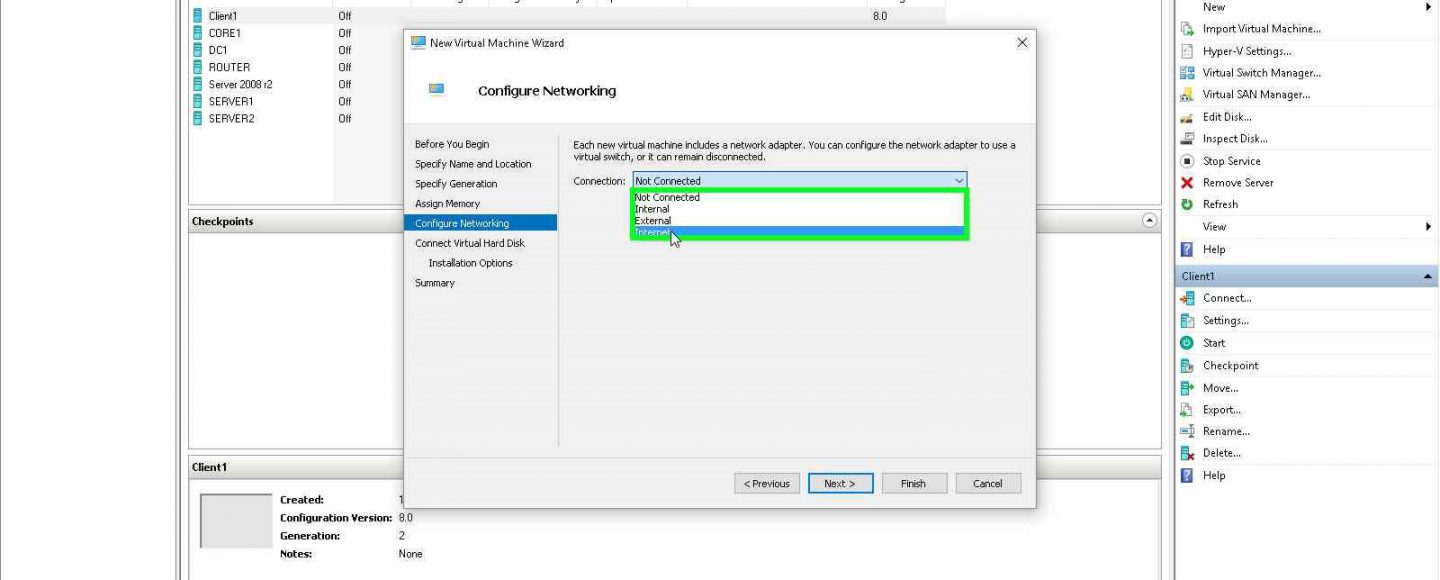 New
Client1 Off 8.0
CORE1 Off
DC1 Off
ROUTER Off
Server 2008 r2 Off
SERVER1 Off
SERVER2 Off
Checkpoints
Client1
Created: 1
Configuration Version: 8.0
Generation: 2
Notes: None
New Virtual Machine Wizard
Configure Networking
Before You Begin
Specify Name and Location
Specify Generation
Assign Memory
Configure Networking
Connect Virtual Hard Disk
Installation Options
Summary
Each new virtual machine includes a network adapter. You can configure the network adapter to use a
virtual switch, or it can remain disconnected.
Connection: Not Connected
Not Connected
Internal
External
< Previous Next > Finish Cancel
Import Virtual Machine...
Hyper-V Settings...
Virtual Switch Manager...
Virtual SAN Manager...
Edit Disk...
Inspect Disk...
Stop Service
Remove Server
Refresh
View
Help
Client1
Connect...
Settings...
Start
Checkpoint
Move...
Export...
Rename...
Delete...
Help